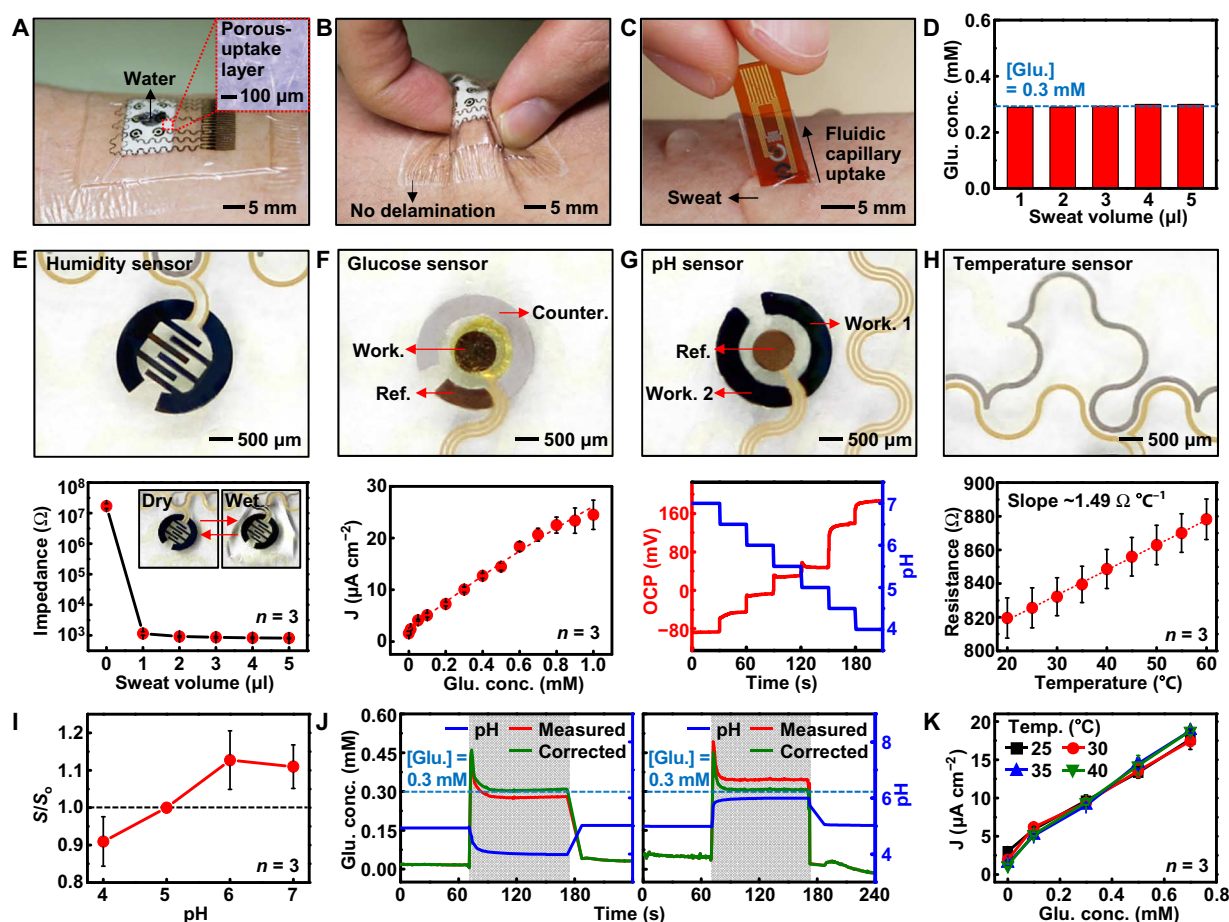 A
Porous-
uptake
layer
Water
100 µm
5 mm
B
No delamination
5 mm
C
Fluidic
capillary
uptake
Sweat
5 mm
D
Glu. conc. (mM)
0.6
0.4
0.2
0.0
[Glu.]
= 0.3 mM
1 2 3 4 5
Sweat volume (µl)
E
Humidity sensor
500 µm
F
Glucose sensor
Counter.
Work.
Ref.
500 µm
G
pH sensor
Work. 1
Ref.
Work. 2
500 µm
H
Temperature sensor
500 µm
Impedance (Ω)
10⁸
10⁷
10⁶
10⁵
10⁴
10³
Dry
Wet
n = 3
0 1 2 3 4 5
Sweat volume (µl)
J (µA cm⁻²)
30
20
10
0
n = 3
0.0 0.2 0.4 0.6 0.8 1.0
Glu. conc. (mM)
OCP (mV)
160
80
0
−80
pH
7
6
5
4
0 60 120 180
Time (s)
Resistance (Ω)
900
880
860
840
820
800
Slope ~1.49 Ω ℃⁻¹
n = 3
20 30 40 50 60
Temperature (℃)
I
S/Sₒ
1.2
1.1
1.0
0.9
0.8
n = 3
4 5 6 7
pH
J
Glu. conc. (mM)
0.60
0.45
0.30
0.15
0.00
pH
Measured
Corrected
[Glu.] =
0.3 mM
0 60 120 180
pH
Measured
Corrected
[Glu.] =
0.3 mM
0 60 120 180 240
8
6
4
pH
Time (s)
K
J (µA cm⁻²)
20
15
10
5
0
Temp. (°C)
25 30
35 40
n = 3
0.0 0.2 0.4 0.6 0.8
Glu. conc. (mM)